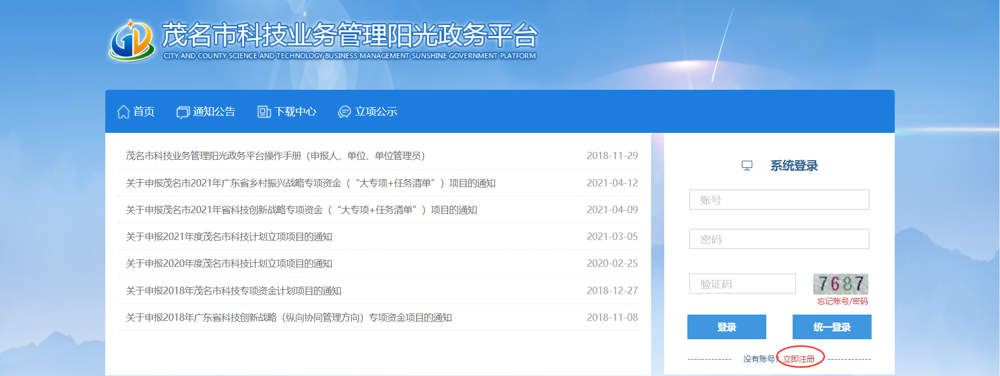 茂名市科技业务管理阳光政务平台
CITY AND COUNTY SCIENCE AND TECHNOLOGY BUSINESS MANAGEMENT SUNSHINE GOVERNMENT PLATFORM
首页 通知公告 下载中心 立项公示
茂名市科技业务管理阳光政务平台操作手册（申报人、单位、单位管理员） 2018-11-29
关于申报茂名市2021年广东省乡村振兴战略专项资金（“大专项+任务清单”）项目的通知 2021-04-12
关于申报茂名市2021年省科技创新战略专项资金（“大专项+任务清单”）项目的通知 2021-04-09
关于申报2021年度茂名市科技计划立项项目的通知 2021-03-05
关于申报2020年度茂名市科技计划立项项目的通知 2020-02-25
关于申报2018年茂名市科技专项资金计划项目的通知 2018-12-27
关于申报2018年广东省科技创新战略（纵向协同管理方向）专项资金项目的通知 2018-11-08
系统登录
账号
密码
验证码 7687
忘记账号/密码
登录 统一登录
------------- 没有账号? 立即注册 -------------